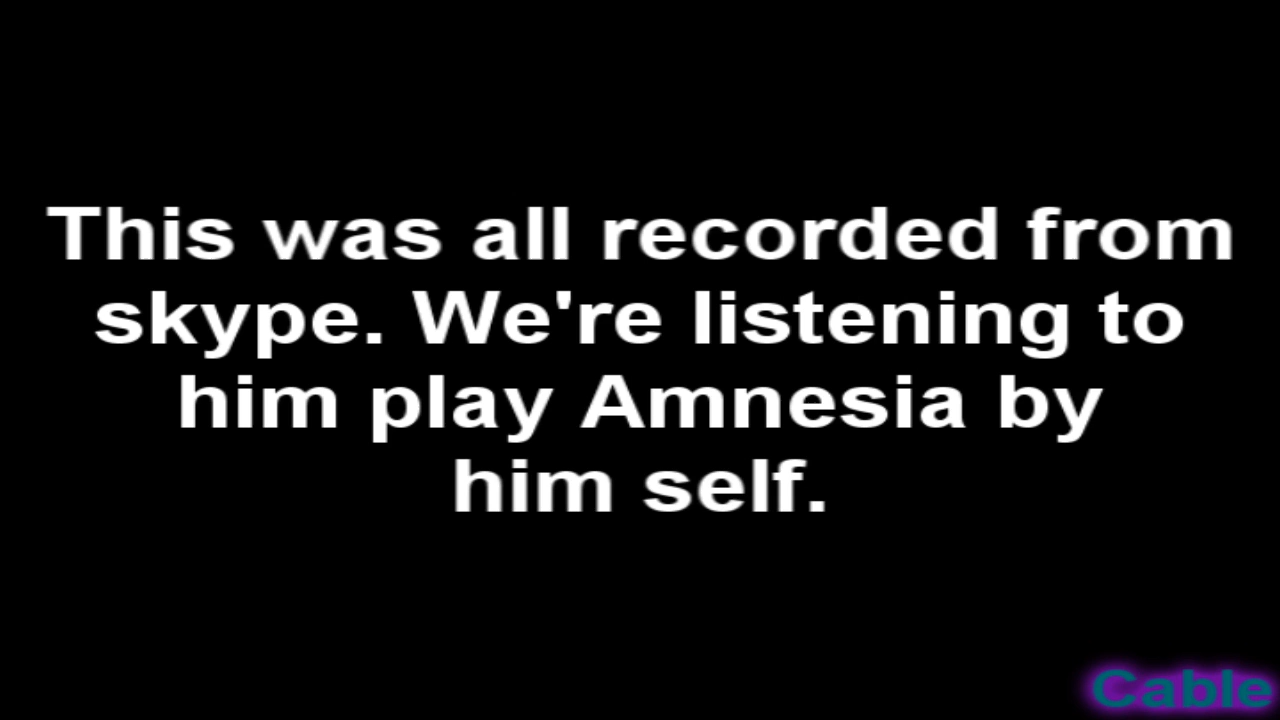 This was all recorded from
skype. We're listening to
him play Amnesia by
him self.
Cable